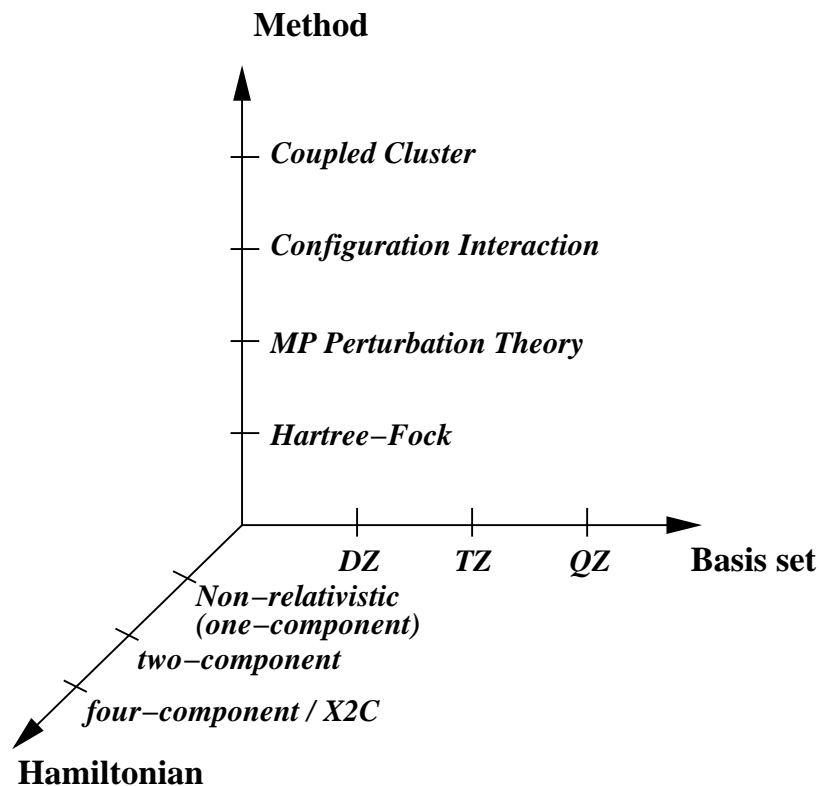 Method
Coupled Cluster
Configuration Interaction
MP Perturbation Theory
Hartree−Fock
DZ TZ QZ Basis set
Non−relativistic
(one−component)
two−component
four−component / X2C
Hamiltonian